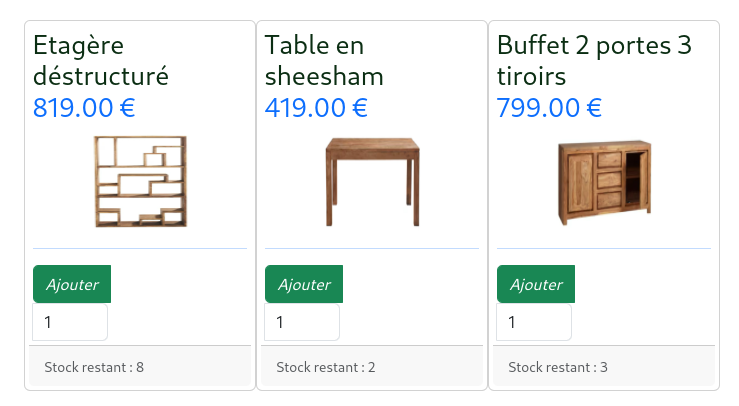 Etagère
déstructuré
819.00 €
Ajouter
1
Stock restant : 8
Table en
sheesham
419.00 €
Ajouter
1
Stock restant : 2
Buffet 2 portes 3
tiroirs
799.00 €
Ajouter
1
Stock restant : 3